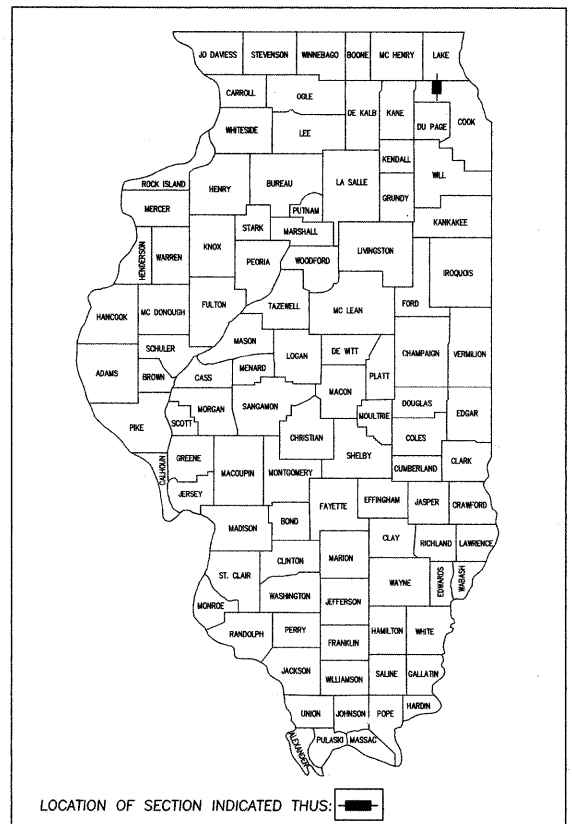 JO DAVIESS STEVENSON WINNEBAGO BOONE MC HENRY LAKE
CARROLL OGLE
DE KALB KANE COOK
DU PAGE
WHITESIDE LEE
KENDALL
WILL
ROCK ISLAND HENRY BUREAU LA SALLE GRUNDY
MERCER PUTNAM
KANKAKEE
STARK MARSHALL
HENDERSON WARREN KNOX PEORIA WOODFORD LIVINGSTON
IROQUOIS
FULTON TAZEWELL MC LEAN FORD
HANCOOK MC DONOUGH
MASON
SCHULER LOGAN DE WITT CHAMPAIGN VERMILION
ADAMS BROWN CASS MENARD PLATT
MACON
MORGAN SANGAMON MOULTRIE DOUGLAS
PIKE SCOTT EDGAR
CHRISTIAN COLES
CALHOUN GREENE SHELBY
MACOUPIN MONTGOMERY CUMBERLAND CLARK
JERSEY
FAYETTE EFFINGHAM JASPER CRAWFORD
MADISON BOND
CLAY RICHLAND LAWRENCE
CLINTON MARION
ST. CLAIR WAYNE EDWARDS WABASH
WASHINGTON JEFFERSON
MONROE
RANDOLPH PERRY HAMILTON WHITE
FRANKLIN
JACKSON WILLIAMSON SALINE GALLATIN
UNION JOHNSON POPE HARDIN
ALEXANDER PULASKI MASSAC
LOCATION OF SECTION INDICATED THUS: